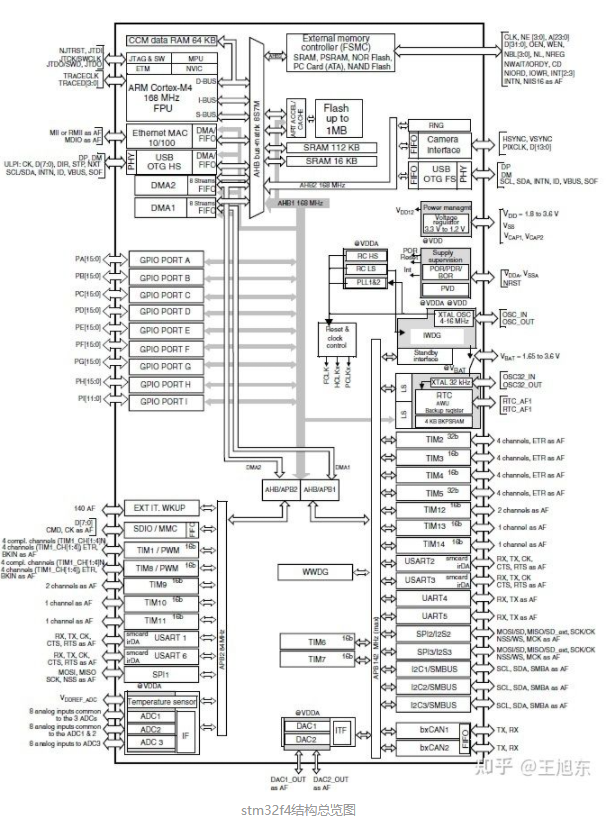 CCM data RAM 64 KB
External memory
controller (FSMC)
SRAM, PSRAM, NOR Flash,
PC Card (ATA), NAND Flash
CLK, NE [3:0], A[23:0]
D[31:0], OEN, WEN,
NBL[3:0], NL, NREG
NWAIT/IORDY, CD
NIORD, IOWR, INT[2:3]
INTN, NIIS16 as AF
NJTRST, JTDI
JTCK/SWCLK
JTDO/SWD, JTDO
TRACECLK
TRACED[3:0]
JTAG & SW
MPU
ETM
NVIC
ARM Cortex-M4
168 MHz
FPU
D-BUS
I-BUS
S-BUS
AHB bus-matrix 8S7M
ACCEL/
CACHE
Flash
up to
1MB
SRAM 112 KB
SRAM 16 KB
AHB2 168 MHz
AHB1 168 MHz
MII or RMII as AF
MDIO as AF
Ethernet MAC
10/100
DMA/
FIFO
DP, DM
ULPI: CK, D(7:0), DIR, STP, NXT
SCL/SDA, INTN, ID, VBUS, SOF
PHY
USB
OTG HS
DMA/
FIFO
DMA2
8 Streams
FIFO
DMA1
8 Streams
FIFO
RNG
FIFO
Camera
Interface
HSYNC, VSYNC
PIXCLK, D[13:0]
FIFO
USB
OTG FS
PHY
DP
DM
SCL, SDA, INTN, ID, VBUS, SOF
VDD12
Power managmt
Voltage
regulator
3.3 V to 1.2 V
@VDD
VDD = 1.8 to 3.6 V
VSS
VCAP1, VCAP2
@VDDA
RC HS
RC LS
PLL1&2
POR
Reset
Int
Supply
supervision
POR/PDR/
BOR
PVD
VDDA, VSSA
NRST
@VDDA
@VDD
XTAL OSC
4-16 MHz
OSC_IN
OSC_OUT
IWDG
Reset &
clock
control
FCLK
HCLKx
PCLKx
Standby
interface
VBAT = 1.65 to 3.6 V
@VBAT
LS
LS
XTAL 32 kHz
RTC
AWU
Backup register
4 KB BKPSRAM
OSC32_IN
OSC32_OUT
RTC_AF1
RTC_AF1
PA[15:0]
GPIO PORT A
PB[15:0]
GPIO PORT B
PC[15:0]
GPIO PORT C
PD[15:0]
GPIO PORT D
PE[15:0]
GPIO PORT E
PF[15:0]
GPIO PORT F
PG[15:0]
GPIO PORT G
PH[15:0]
GPIO PORT H
PI[11:0]
GPIO PORT I
DMA2
DMA1
AHB/APB2
AHB/APB1
TIM2
32b
4 channels, ETR as AF
TIM3
16b
4 channels, ETR as AF
TIM4
16b
4 channels, ETR as AF
TIM5
32b
4 channels, ETR as AF
TIM12
16b
2 channels as AF
TIM13
16b
1 channel as AF
TIM14
16b
1 channel as AF
USART2
smcard
irDA
RX, TX, CK,
CTS, RTS as AF
USART3
smcard
irDA
RX, TX, CK
CTS, RTS as AF
UART4
RX, TX as AF
UART5
RX, TX as AF
SPI2/I2S2
MOSI/SD, MISO/SD_ext, SCK/CK
NSS/WS, MCK as AF
SPI3/I2S3
MOSI/SD, MISO/SD_ext, SCK/CK
NSS/WS, MCK as AF
I2C1/SMBUS
SCL, SDA, SMBA as AF
I2C2/SMBUS
SCL, SDA, SMBA as AF
I2C3/SMBUS
SCL, SDA, SMBA as AF
bxCAN1
TX, RX
bxCAN2
TX, RX
FIFO
140 AF
EXT IT. WKUP
D[7:0]
CMD, CK as AF
SDIO / MMC
FIFO
4 compl. channels (TIM1_CH[1:4]N
4 channels (TIM1_CH[1:4]), ETR,
BKIN as AF
TIM1 / PWM
16b
4 compl. channels (TIM1_CH[1:4]N
4 channels (TIM1_CH[1:4]), ETR,
BKIN as AF
TIM8 / PWM
16b
2 channels as AF
TIM9
16b
1 channel as AF
TIM10
16b
1 channel as AF
TIM11
16b
RX, TX, CK,
CTS, RTS as AF
smcard
irDA
USART 1
RX, TX, CK,
CTS, RTS as AF
smcard
irDA
USART 6
MOSI, MISO
SCK, NSS as AF
SPI1
APB2 84 MHz
WWDG
TIM6
16b
TIM7
16b
APB1 42 MHz (max)
@VDDA
VDDREF_ADC
Temperature sensor
8 analog inputs common
to the 3 ADCs
ADC1
8 analog inputs common
to the ADC1 & 2
ADC2
8 analog inputs to ADC3
ADC 3
IF
@VDDA
DAC1
DAC2
ITF
DAC1_OUT
as AF
DAC2_OUT
as AF
知乎 @王旭东
stm32f4结构总览图